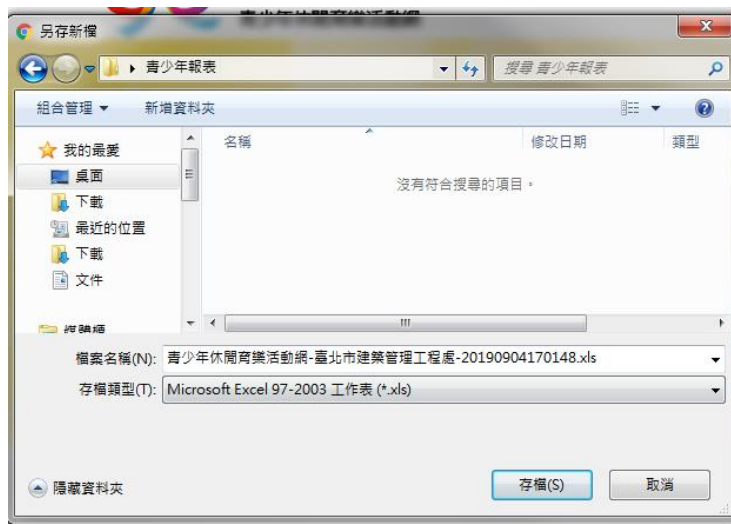 另存新檔
青少年報表
搜尋 青少年報表
組合管理
新增資料夾
名稱
修改日期
類型
我的最愛
桌面
下載
最近的位置
下載
文件
沒有符合搜尋的項目。
媒體櫃
檔案名稱(N): 青少年休閒育樂活動網-臺北市建築管理工程處-20190904170148.xls
存檔類型(T): Microsoft Excel 97-2003 工作表 (*.xls)
隱藏資料夾
存檔(S)
取消